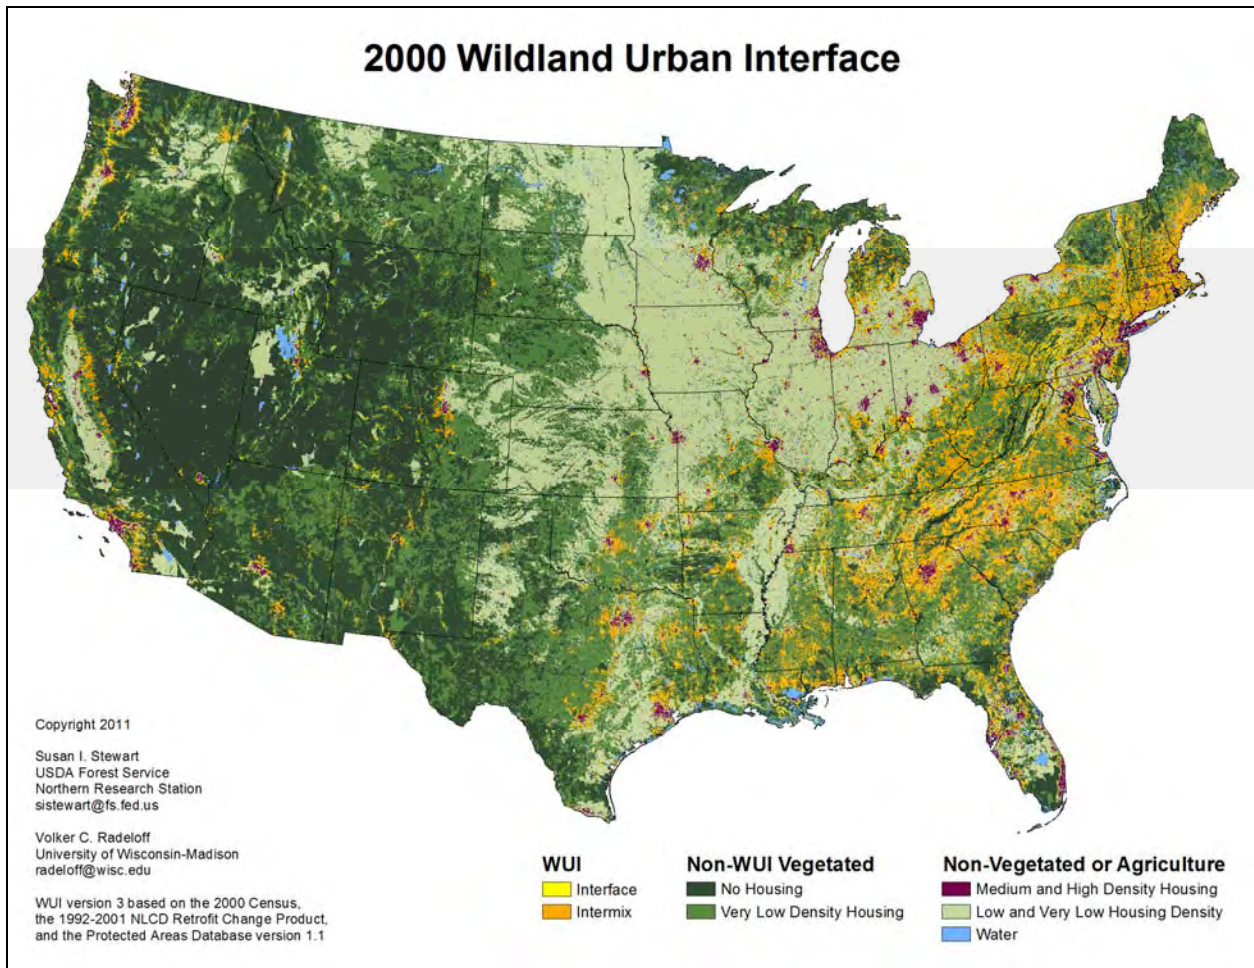 2000 Wildland Urban Interface
Copyright 2011
Susan I. Stewart
USDA Forest Service
Northern Research Station
sistewart@fs.fed.us
Volker C. Radeloff
University of Wisconsin-Madison
radeloff@wisc.edu
WUI version 3 based on the 2000 Census,
the 1992-2001 NLCD Retrofit Change Product,
and the Protected Areas Database version 1.1
WUI
Interface
Intermix
Non-WUI Vegetated
No Housing
Very Low Density Housing
Non-Vegetated or Agriculture
Medium and High Density Housing
Low and Very Low Housing Density
Water